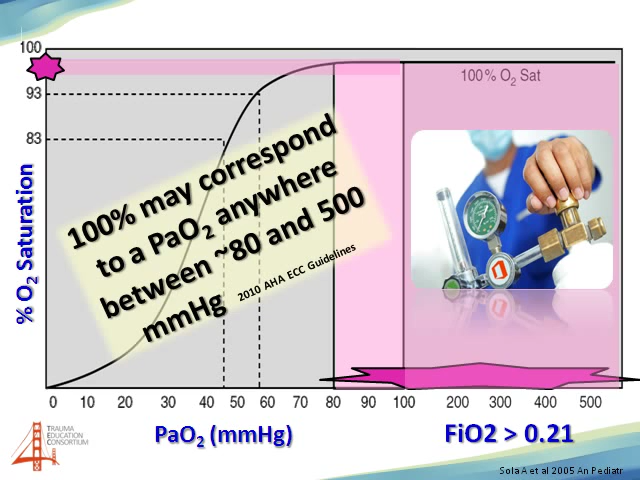 100
93
83
% O2 Saturation
100% O2 Sat
100% may correspond
to a PaO2 anywhere
between ~80 and 500
mmHg 2010 AHA ECC Guidelines
0 10 20 30 40 50 60 70 80 90 100 200 300 400 500
PaO2 (mmHg)
FiO2 > 0.21
TRAUMA
EDUCATION
CONSORTIUM
Sola A et al 2005 An Pediatr